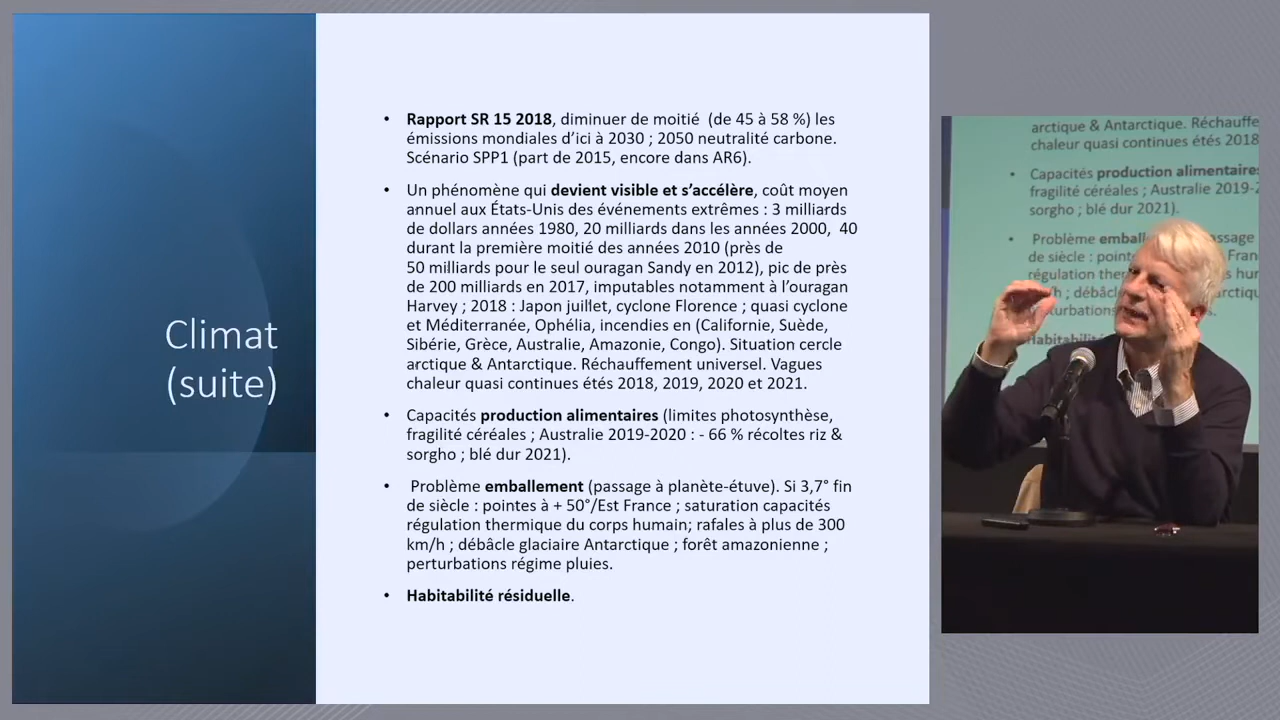 Climat
(suite)
• Rapport SR 15 2018, diminuer de moitié (de 45 à 58 %) les
émissions mondiales d’ici à 2030 ; 2050 neutralité carbone.
Scénario SPP1 (part de 2015, encore dans AR6).
• Un phénomène qui devient visible et s’accélère, coût moyen
annuel aux États-Unis des événements extrêmes : 3 milliards
de dollars années 1980, 20 milliards dans les années 2000, 40
durant la première moitié des années 2010 (près de
50 milliards pour le seul ouragan Sandy en 2012), pic de près
de 200 milliards en 2017, imputables notamment à l’ouragan
Harvey ; 2018 : Japon juillet, cyclone Florence ; quasi cyclone
et Méditerranée, Ophélia, incendies en (Californie, Suède,
Sibérie, Grèce, Australie, Amazonie, Congo). Situation cercle
arctique & Antarctique. Réchauffement universel. Vagues
chaleur quasi continues étés 2018, 2019, 2020 et 2021.
• Capacités production alimentaires (limites photosynthèse,
fragilité céréales ; Australie 2019-2020 : - 66 % récoltes riz &
sorgho ; blé dur 2021).
• Problème emballement (passage à planète-étuve). Si 3,7° fin
de siècle : pointes à + 50°/Est France ; saturation capacités
régulation thermique du corps humain; rafales à plus de 300
km/h ; débâcle glaciaire Antarctique ; forêt amazonienne ;
perturbations régime pluies.
• Habitabilité résiduelle.
arctique & Antarctique. Réchauffe
chaleur quasi continues étés 2018
• Capacités production alimentaires
fragilité céréales ; Australie 2019-2
sorgho ; blé dur 2021).
• Problème emball passage
de siècle : pointe Fran
régulation ther s hum
m/h ; débâcl arctiqu
turbations s.
Habitabilité